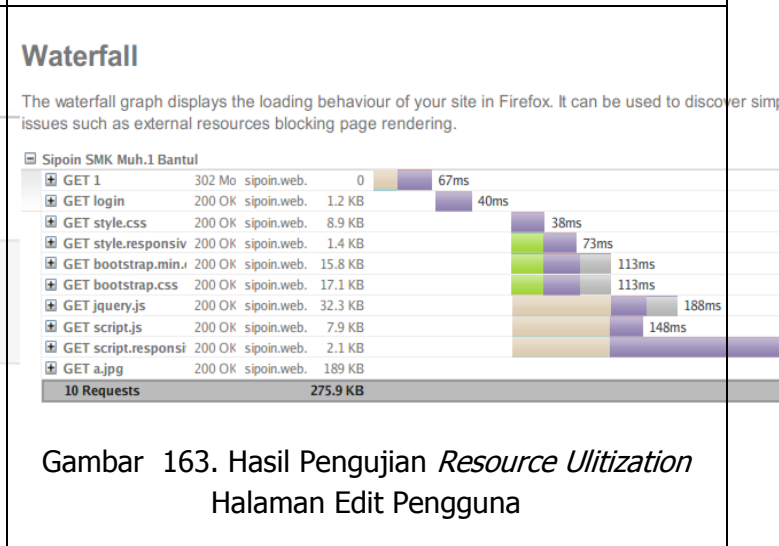 Waterfall
The waterfall graph displays the loading behaviour of your site in Firefox. It can be used to discover simp
issues such as external resources blocking page rendering.
Sipoin SMK Muh.1 Bantul
GET 1 302 Mo sipoin.web. 0 67ms
GET login 200 OK sipoin.web. 1.2 KB 40ms
GET style.css 200 OK sipoin.web. 8.9 KB 38ms
GET style.responsiv 200 OK sipoin.web. 1.4 KB 73ms
GET bootstrap.min. 200 OK sipoin.web. 15.8 KB 113ms
GET bootstrap.css 200 OK sipoin.web. 17.1 KB 113ms
GET jquery.js 200 OK sipoin.web. 32.3 KB 188ms
GET script.js 200 OK sipoin.web. 7.9 KB 148ms
GET script.responsi 200 OK sipoin.web. 2.1 KB
GET a.jpg 200 OK sipoin.web. 189 KB
10 Requests 275.9 KB
Gambar 163. Hasil Pengujian Resource Ulitization
Halaman Edit Pengguna